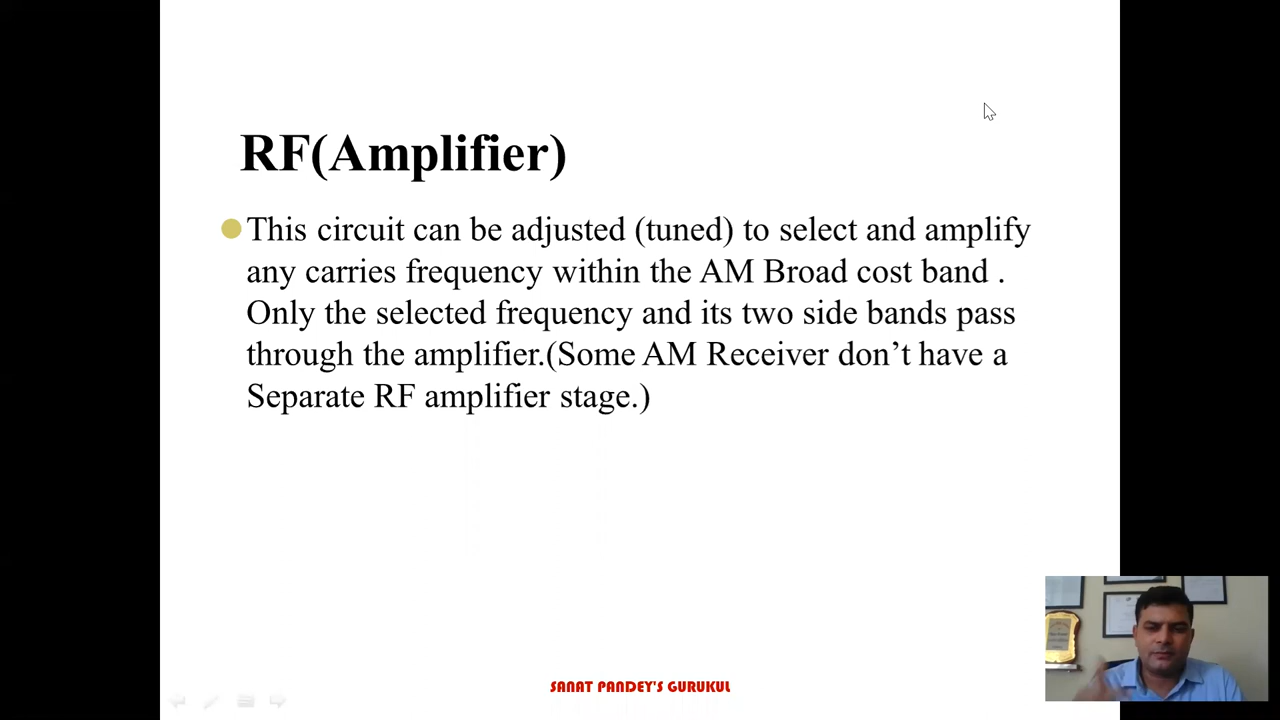 RF(Amplifier)
This circuit can be adjusted (tuned) to select and amplify
any carries frequency within the AM Broad cost band .
Only the selected frequency and its two side bands pass
through the amplifier.(Some AM Receiver don’t have a
Separate RF amplifier stage.)
SANAT PANDEY'S GURUKUL